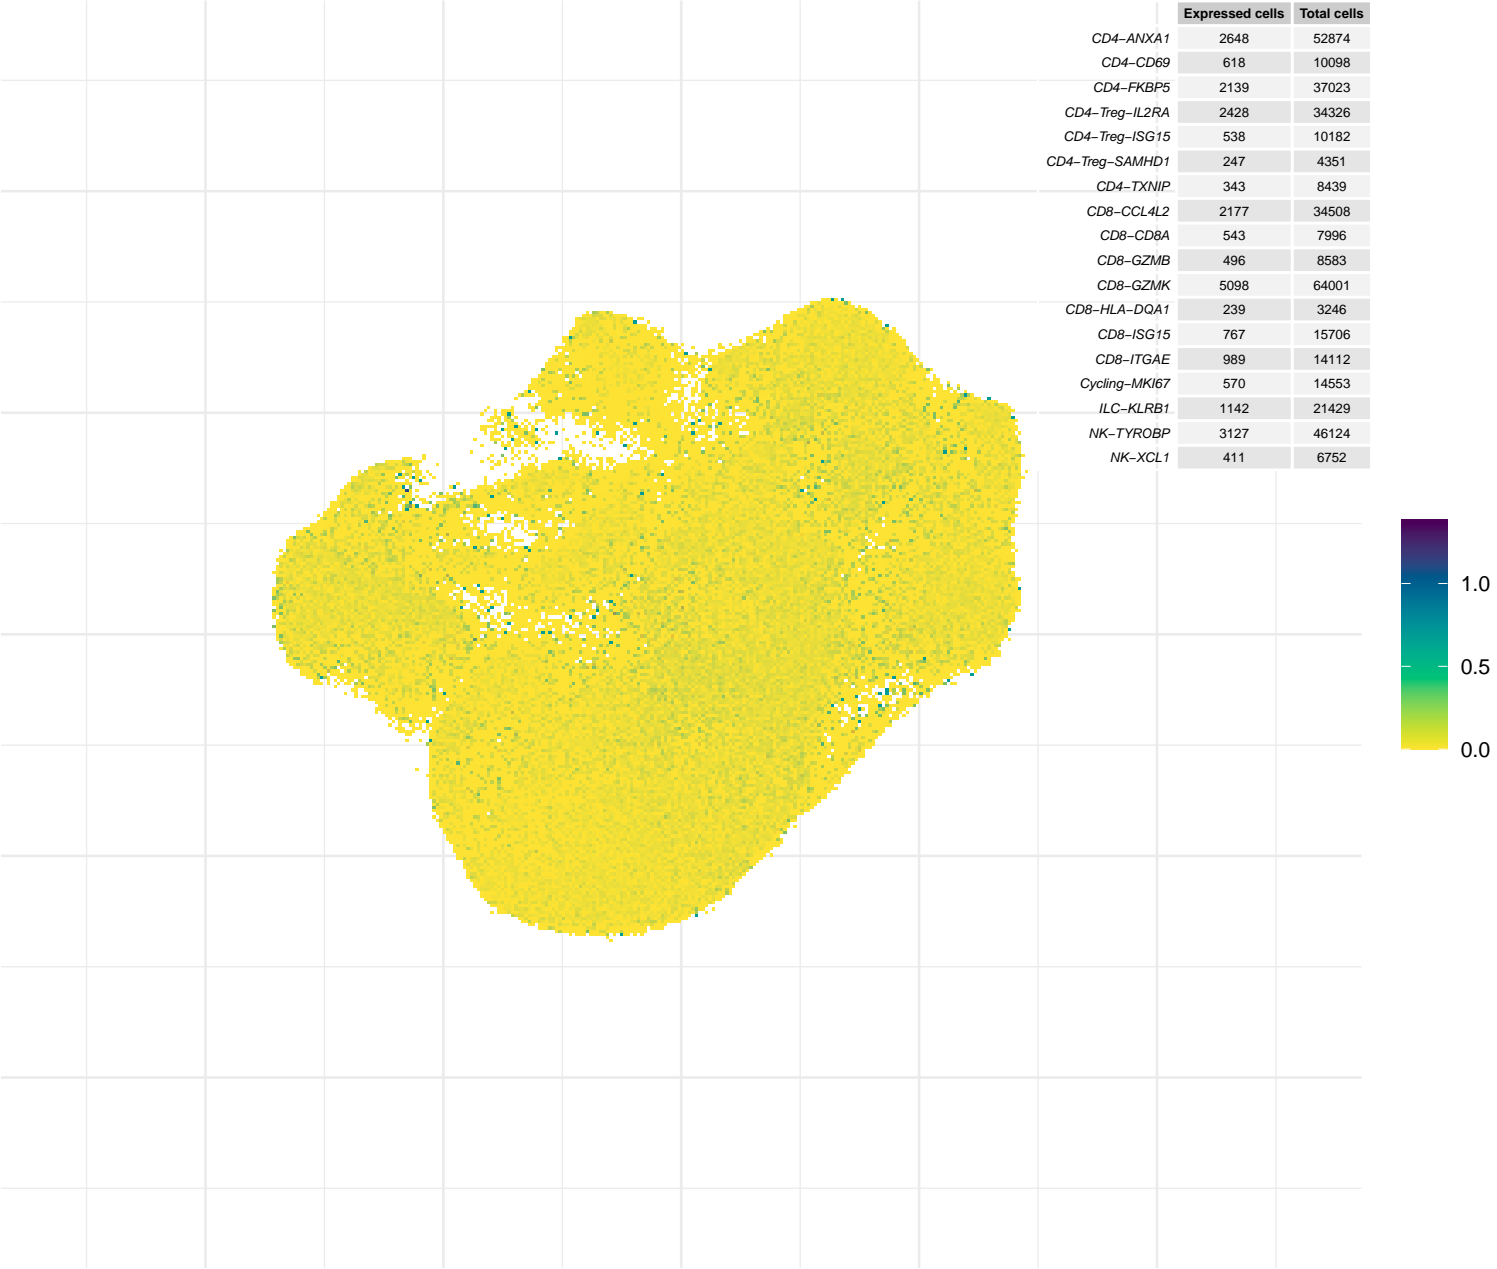 Expressed cells Total cells
CD4−ANXA1 2648 52874
CD4−CD69 618 10098
CD4−FKBP5 2139 37023
CD4−Treg−IL2RA 2428 34326
CD4−Treg−ISG15 538 10182
CD4−Treg−SAMHD1 247 4351
CD4−TXNIP 343 8439
CD8−CCL4L2 2177 34508
CD8−CD8A 543 7996
CD8−GZMB 496 8583
CD8−GZMK 5098 64001
CD8−HLA−DQA1 239 3246
CD8−ISG15 767 15706
CD8−ITGAE 989 14112
Cycling−MKI67 570 14553
ILC−KLRB1 1142 21429
NK−TYROBP 3127 46124
NK−XCL1 411 6752
1.0
0.5
0.0